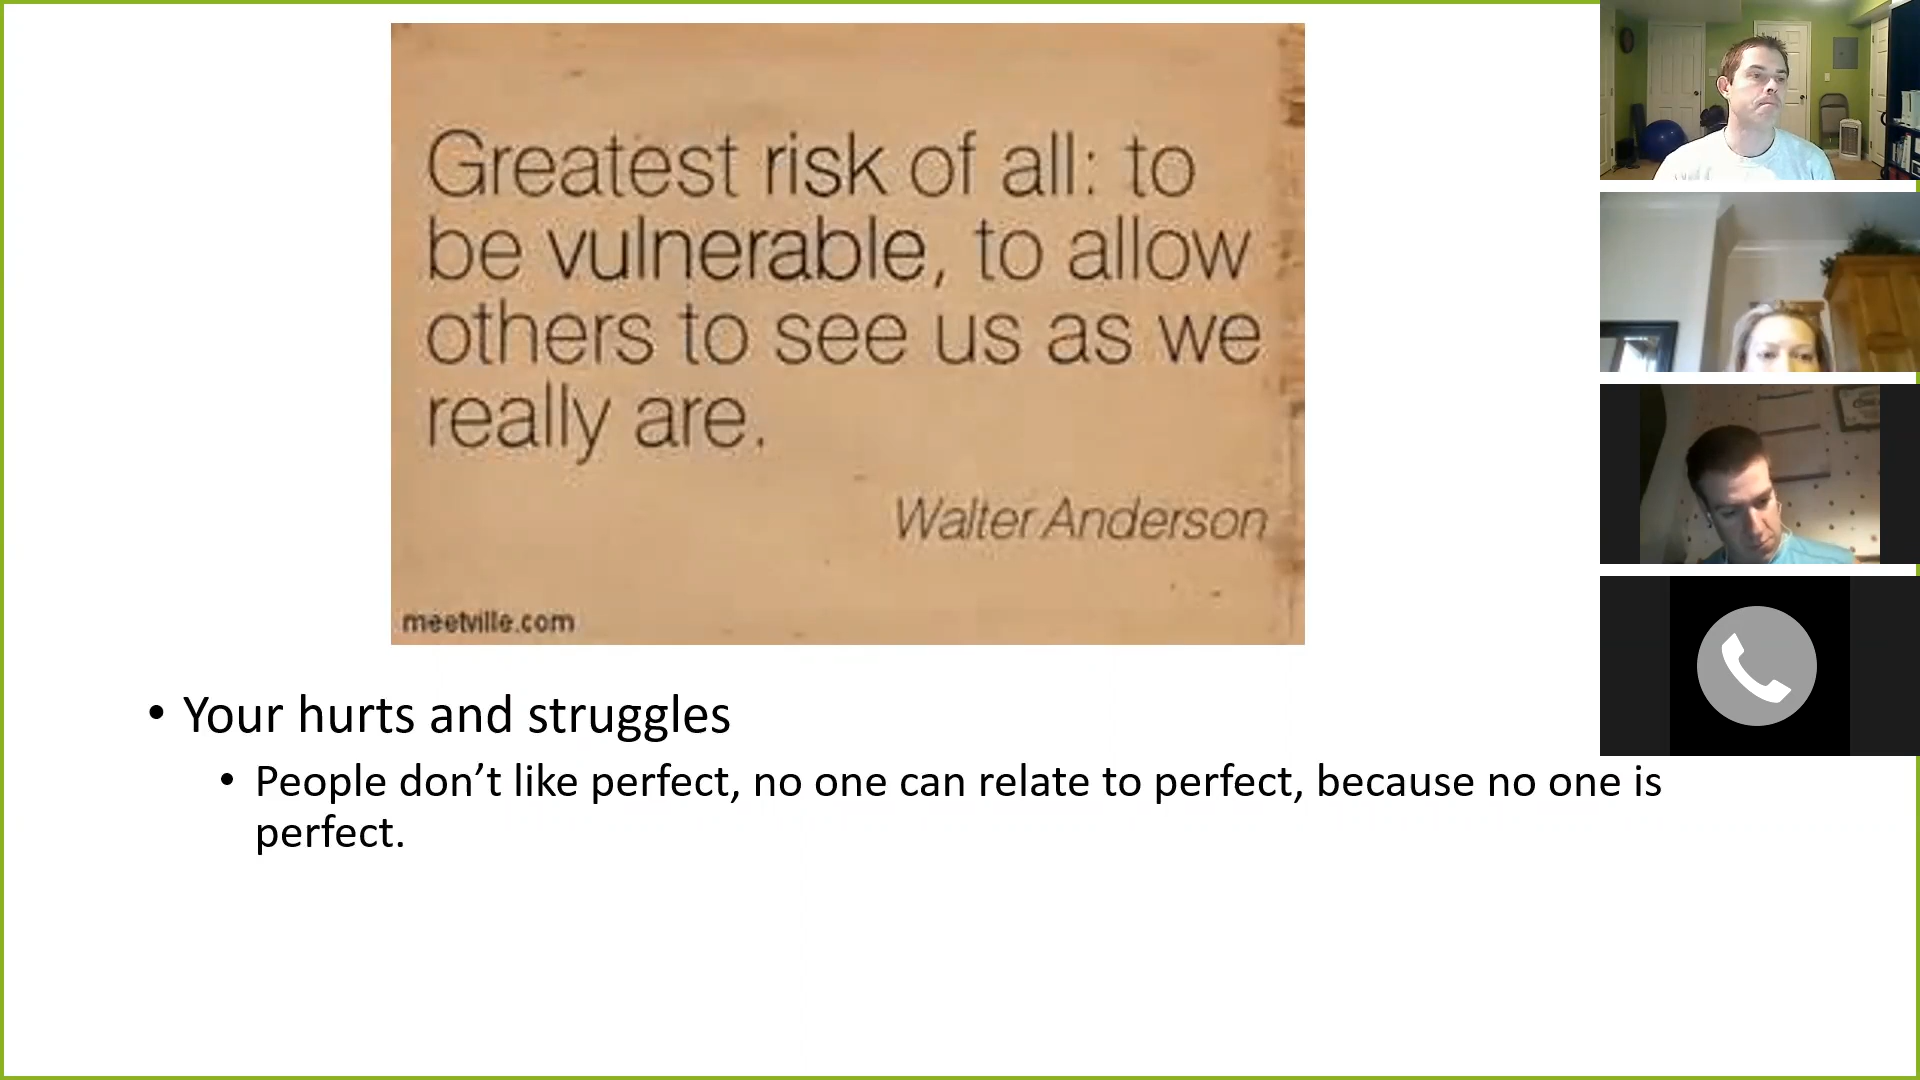 Greatest risk of all: to
be vulnerable, to allow
others to see us as we
really are.
Walter Anderson
meetville.com
• Your hurts and struggles
• People don’t like perfect, no one can relate to perfect, because no one is
perfect.